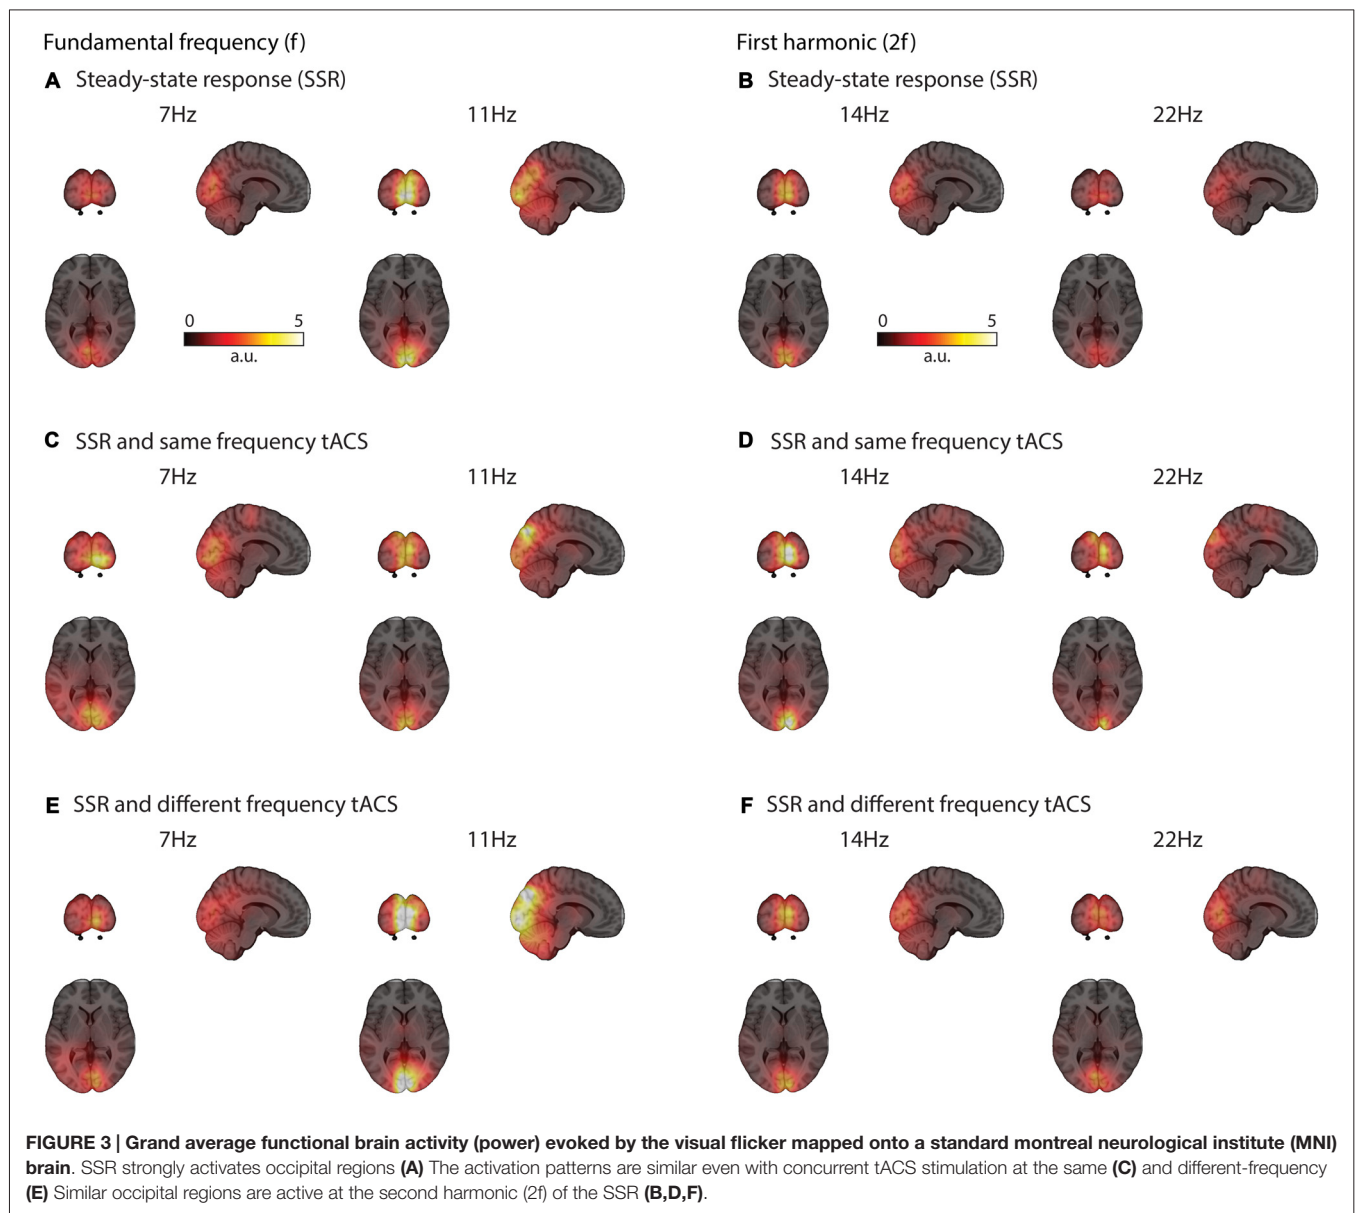 Fundamental frequency (f)
First harmonic (2f)
A Steady-state response (SSR)
B Steady-state response (SSR)
7Hz
11Hz
14Hz
22Hz
0 5
a.u.
0 5
a.u.
C SSR and same frequency tACS
D SSR and same frequency tACS
7Hz
11Hz
14Hz
22Hz
E SSR and different frequency tACS
F SSR and different frequency tACS
7Hz
11Hz
14Hz
22Hz
FIGURE 3 | Grand average functional brain activity (power) evoked by the visual flicker mapped onto a standard montreal neurological institute (MNI)
brain. SSR strongly activates occipital regions (A) The activation patterns are similar even with concurrent tACS stimulation at the same (C) and different-frequency
(E) Similar occipital regions are active at the second harmonic (2f) of the SSR (B,D,F).